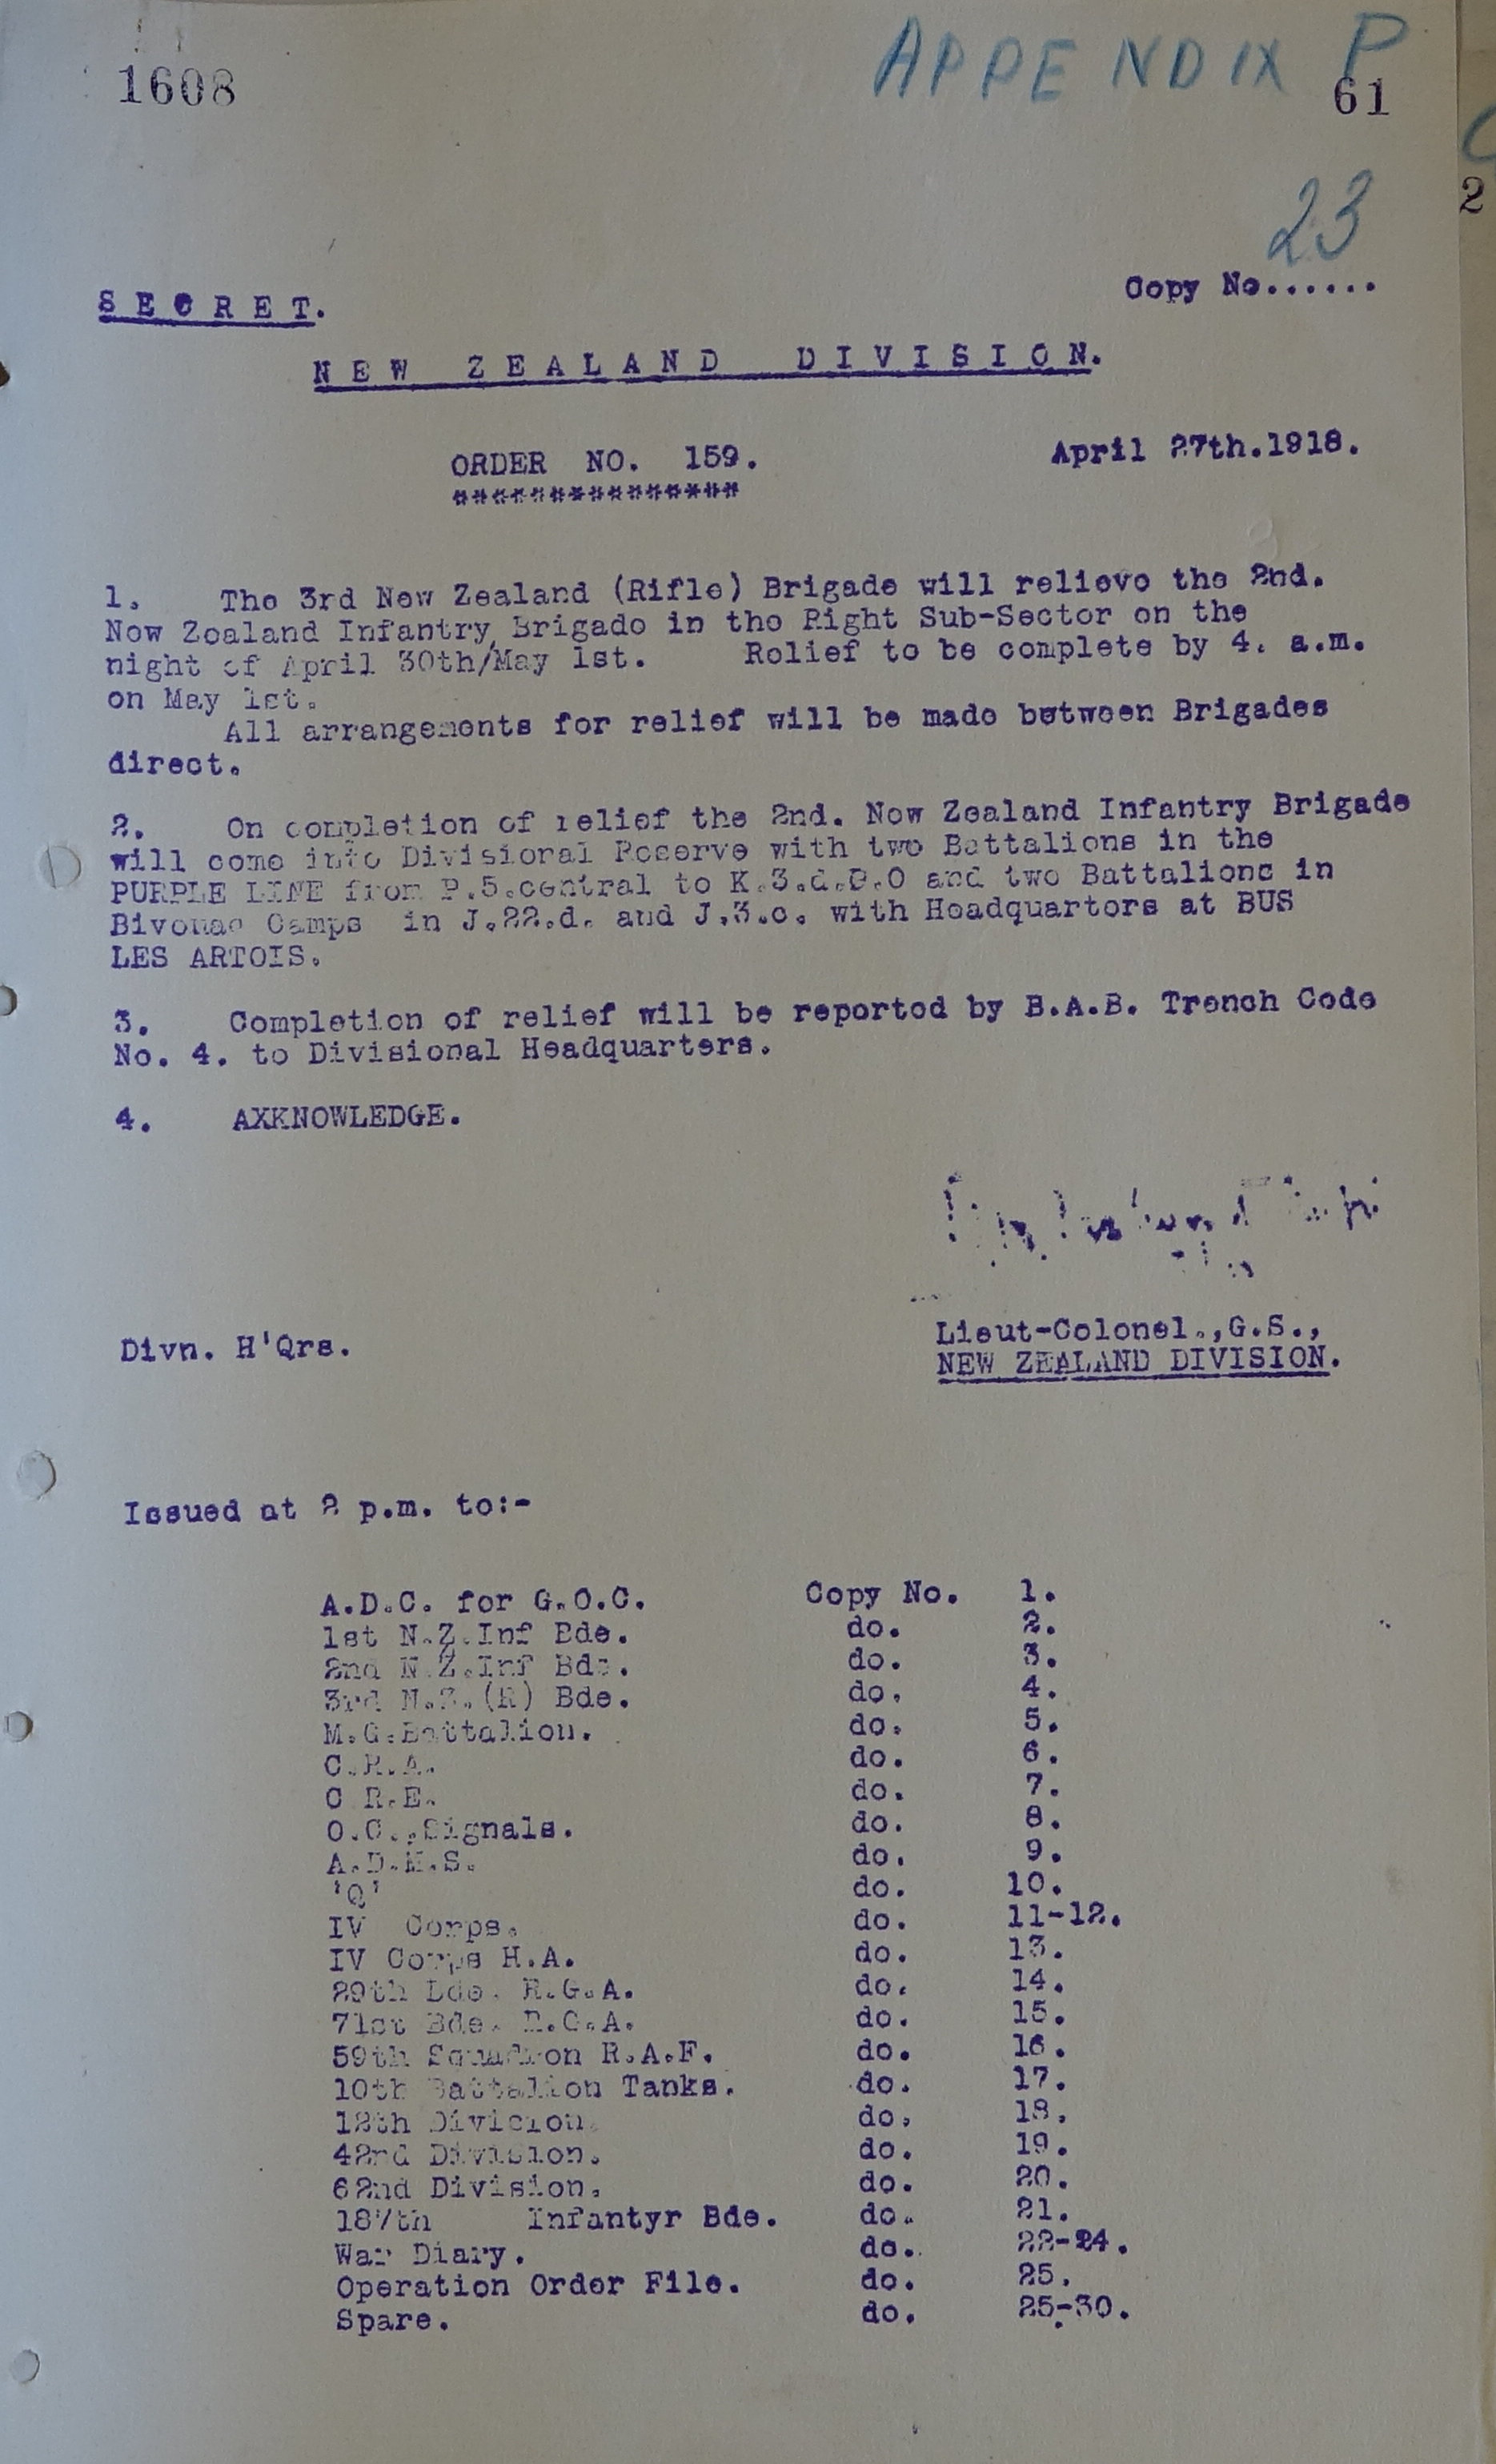 1608
APPENDIX P
61
23
2
SECRET.
Copy No......
NEW ZEALAND DIVISION.
ORDER NO. 159.
April 27th.1918.
###############
1. The 3rd New Zealand (Rifle) Brigade will relieve the 2nd.
New Zealand Infantry Brigade in the Right Sub-Sector on the
night of April 30th/May 1st. Relief to be complete by 4. a.m.
on May 1st.
All arrangements for relief will be made between Brigades
direct.
2. On completion of relief the 2nd. New Zealand Infantry Brigade
will come into Divisional Reserve with two Battalions in the
PURPLE LINE from P.5.central to K.3.d.0.0 and two Battalions in
Bivouac Camps in J.22.d. and J.3.c. with Headquarters at BUS
LES ARTOIS.
3. Completion of relief will be reported by B.A.B. Trench Code
No. 4. to Divisional Headquarters.
4. AXKNOWLEDGE.
Divn. H'Qrs.
Lieut-Colonel.,G.S.,
NEW ZEALAND DIVISION.
Issued at 2 p.m. to:-
A.D.C. for G.O.C. Copy No. 1.
1st N.Z.Inf Bde. do. 2.
2nd N.Z.Inf Bde. do. 3.
3rd N.Z.(R) Bde. do. 4.
M.G.Battalion. do. 5.
C.R.A. do. 6.
C.R.E. do. 7.
O.C.,Signals. do. 8.
A.D.M.S. do. 9.
'Q' do. 10.
IV Corps. do. 11-12.
IV Corps H.A. do. 13.
29th Bde. R.G.A. do. 14.
71st Bde. R.G.A. do. 15.
59th Squadron R.A.F. do. 16.
10th Battalion Tanks. do. 17.
12th Division. do. 18.
42nd Division. do. 19.
62nd Division. do. 20.
187th Infantyr Bde. do. 21.
War Diary. do. 22-24.
Operation Order File. do. 25.
Spare. do. 25-30.